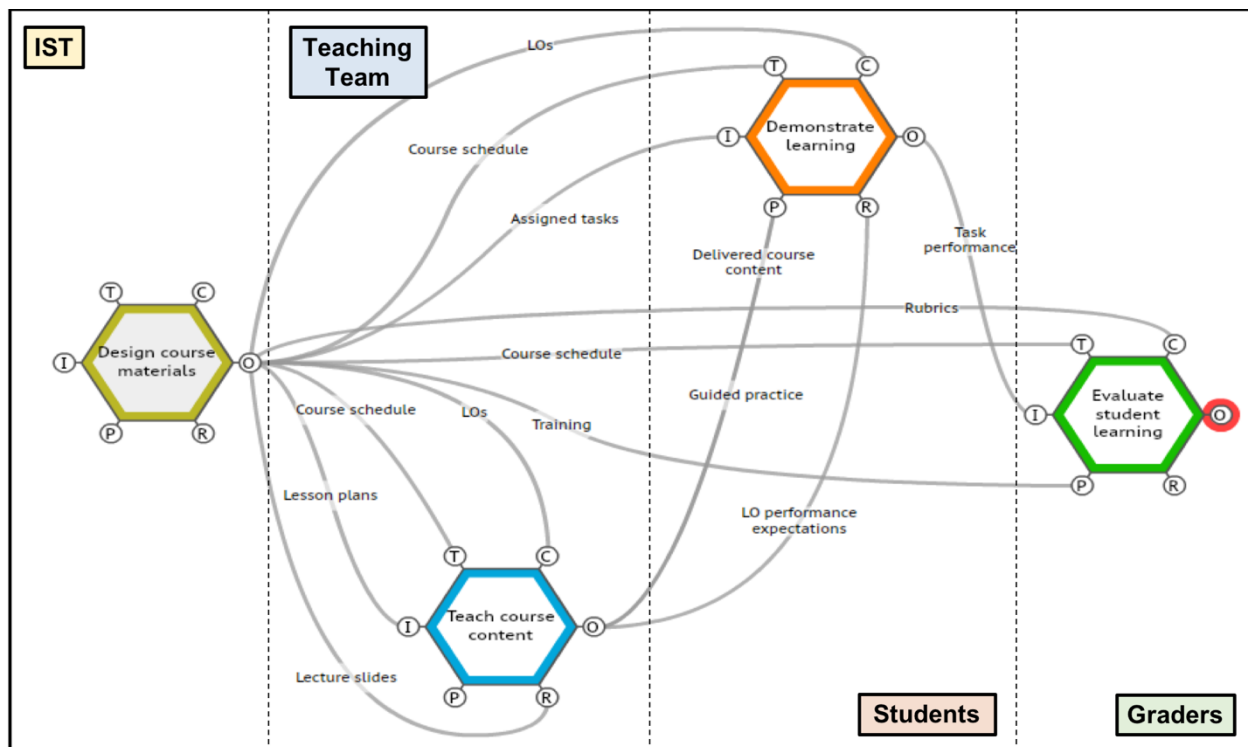 IST
Teaching
Team
LOs
T
C
Course schedule
I
Demonstrate
learning
O
Assigned tasks
P
R
Delivered course
content
Task
performance
T
C
I
Design course
materials
O
P
R
Rubrics
Course schedule
T
C
Guided practice
I
Evaluate
student
learning
O
P
R
Course schedule
LOs
Training
Lesson plans
LO performance
expectations
T
C
I
Teach course
content
O
P
R
Lecture slides
Students
Graders